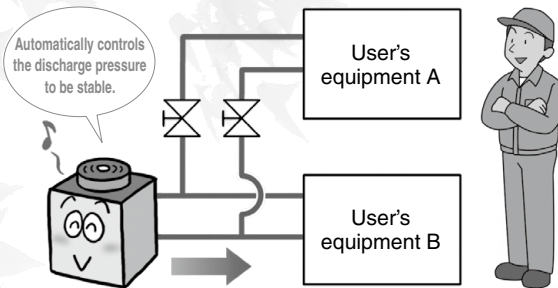 Automatically controls
the discharge pressure
to be stable.
User's
equipment A
User's
equipment B